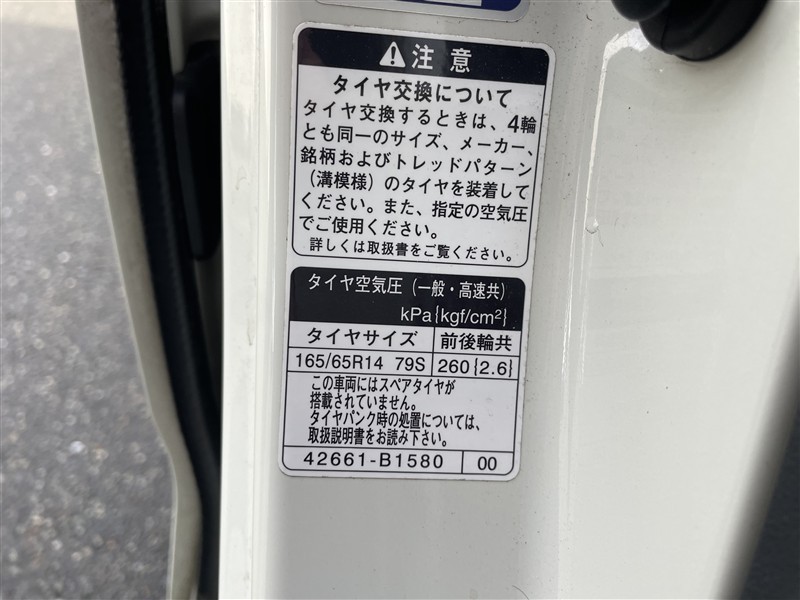 注意
タイヤ交換について
タイヤ交換するときは、4輪
とも同一のサイズ、メーカー、
銘柄およびトレッドパターン
（溝模様）のタイヤを装着して
ください。また、指定の空気圧
でご使用ください。
詳しくは取扱書をご覧ください。
タイヤ空気圧（一般・高速共）
kPa{kgf/cm²}
タイヤサイズ 前後輪共
165/65R14 79S 260{2.6}
この車両にはスペアタイヤが
搭載されていません。
タイヤパンク時の処置については、
取扱説明書をお読み下さい。
42661-B1580 00